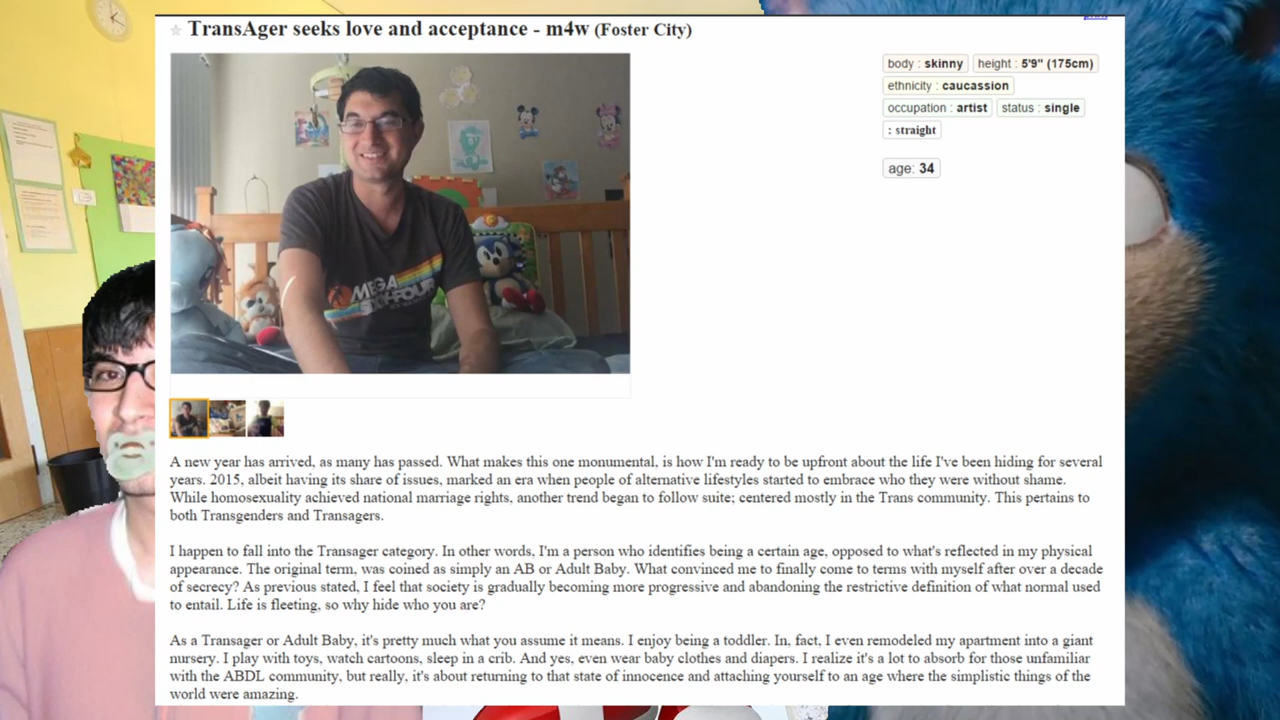 ☆ TransAger seeks love and acceptance - m4w (Foster City)
body : skinny
height : 5'9" (175cm)
ethnicity : caucassion
occupation : artist
status : single
: straight
age: 34
MEGA
SIXTY-FOUR
A new year has arrived, as many has passed. What makes this one monumental, is how I'm ready to be upfront about the life I've been hiding for several
years. 2015, albeit having its share of issues, marked an era when people of alternative lifestyles started to embrace who they were without shame.
While homosexuality achieved national marriage rights, another trend began to follow suite; centered mostly in the Trans community. This pertains to
both Transgenders and Transagers.
I happen to fall into the Transager category. In other words, I'm a person who identifies being a certain age, opposed to what's reflected in my physical
appearance. The original term, was coined as simply an AB or Adult Baby. What convinced me to finally come to terms with myself after over a decade
of secrecy? As previous stated, I feel that society is gradually becoming more progressive and abandoning the restrictive definition of what normal used
to entail. Life is fleeting, so why hide who you are?
As a Transager or Adult Baby, it's pretty much what you assume it means. I enjoy being a toddler. In, fact, I even remodeled my apartment into a giant
nursery. I play with toys, watch cartoons, sleep in a crib. And yes, even wear baby clothes and diapers. I realize it's a lot to absorb for those unfamiliar
with the ABDL community, but really, it's about returning to that state of innocence and attaching yourself to an age where the simplistic things of the
world were amazing.